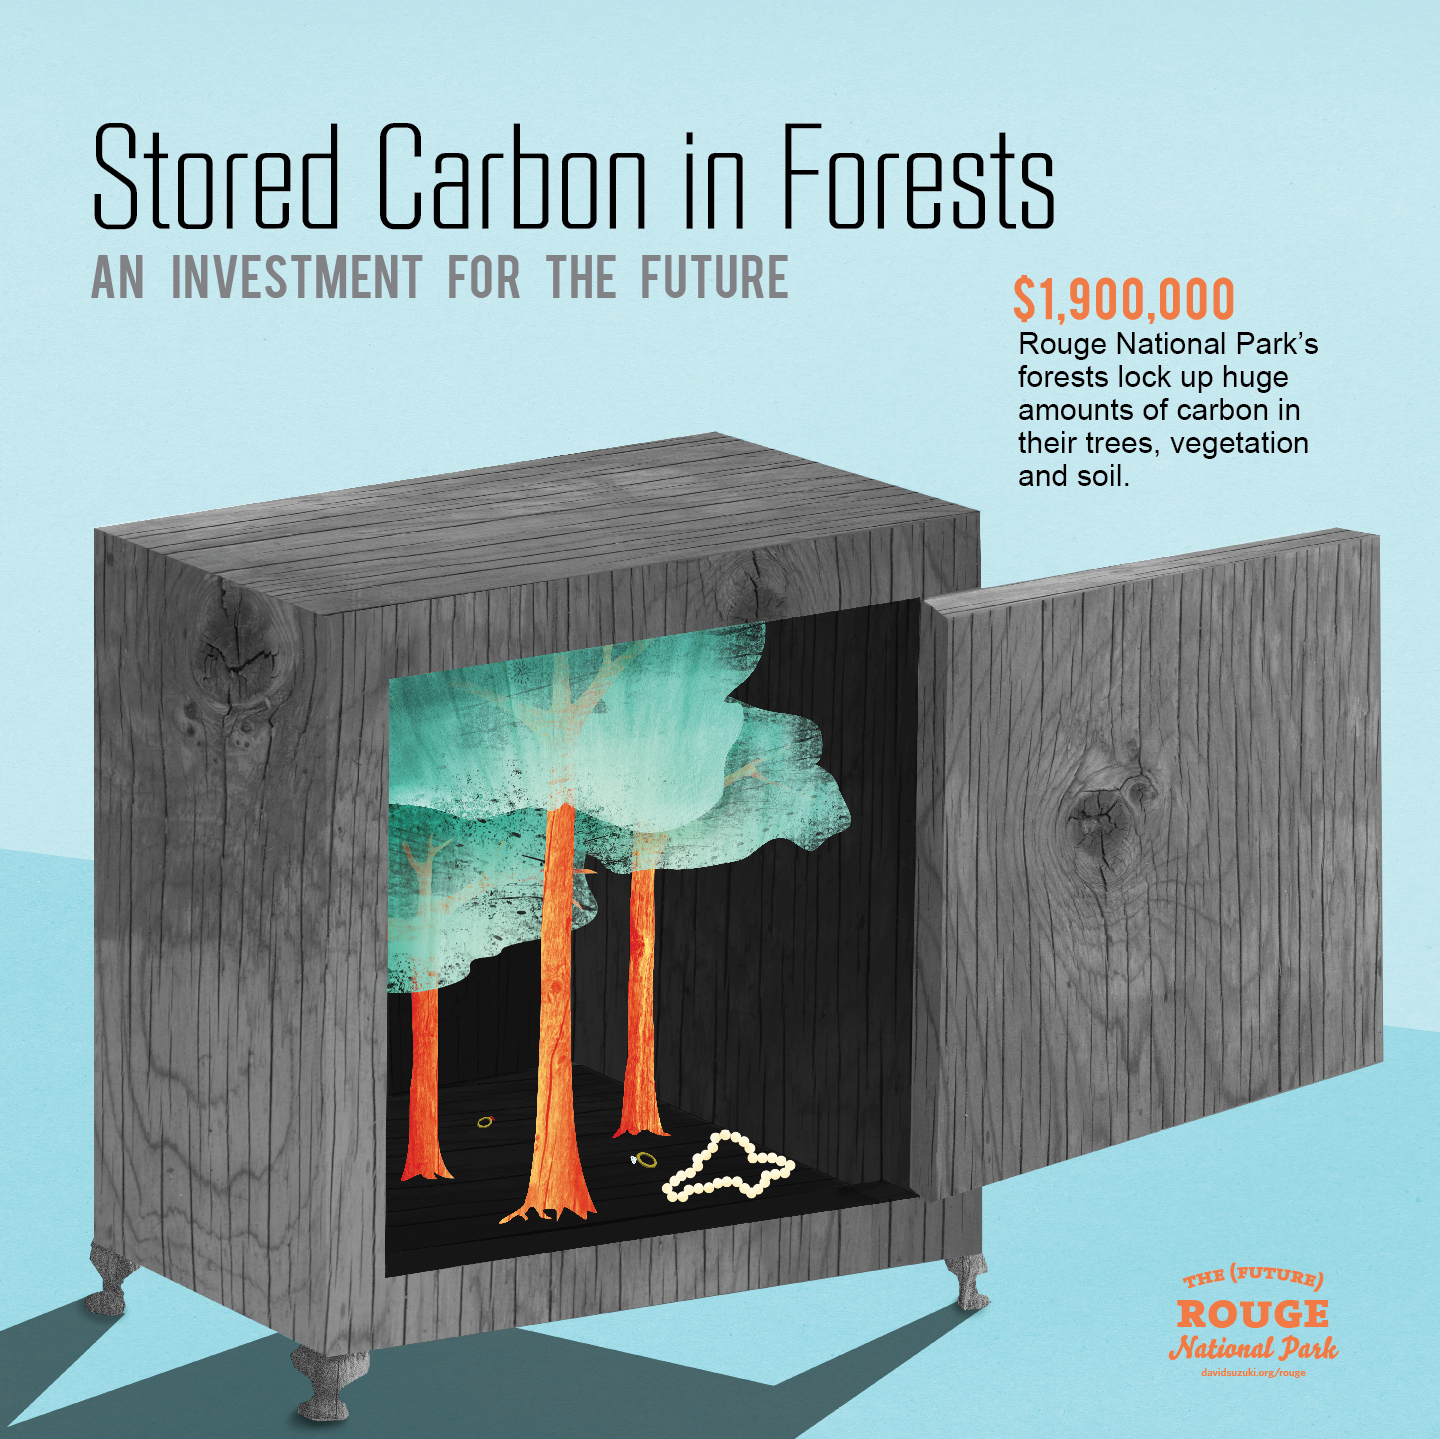 Stored Carbon in Forests
AN INVESTMENT FOR THE FUTURE
$1,900,000
Rouge National Park’s
forests lock up huge
amounts of carbon in
their trees, vegetation
and soil.
THE (FUTURE)
ROUGE
National Park
davidsuzuki.org/rouge